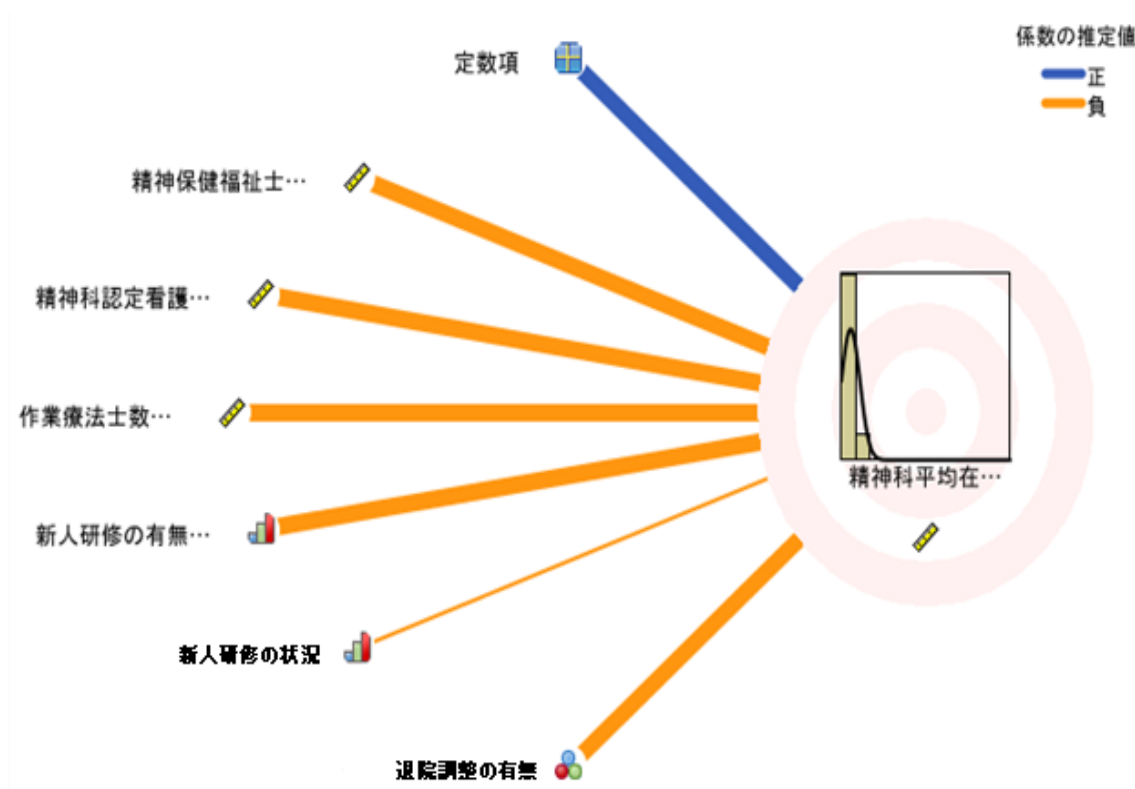 係数の推定値
正
負
定数項
精神保健福祉士…
精神科認定看護…
作業療法士数…
新人研修の有無…
新人研修の状況
退院調整の有無
精神科平均在…